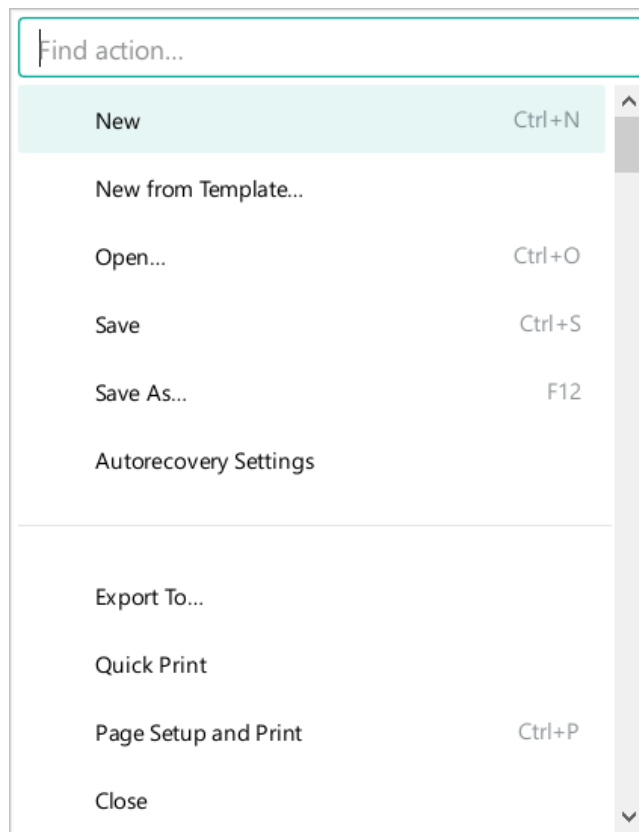 Find action...
New Ctrl+N
New from Template...
Open... Ctrl+O
Save Ctrl+S
Save As... F12
Autorecovery Settings
Export To...
Quick Print
Page Setup and Print Ctrl+P
Close